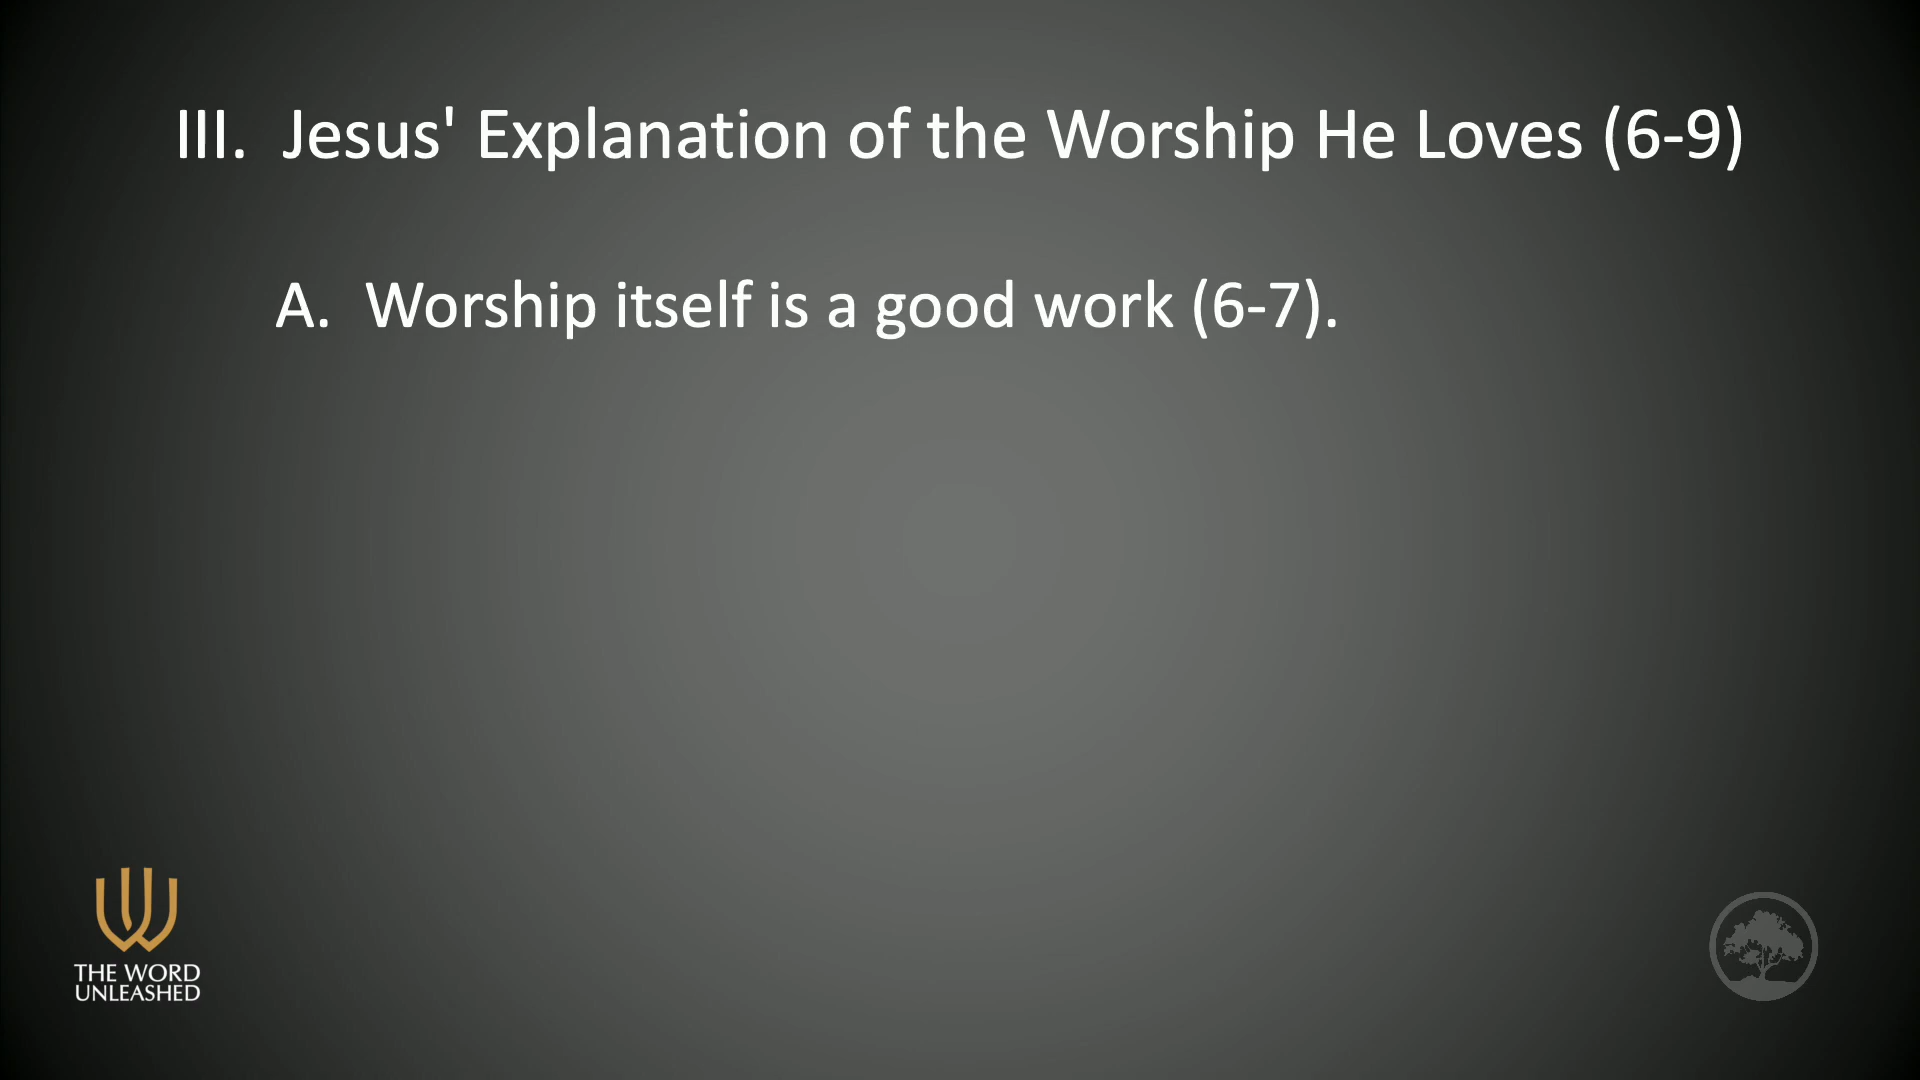 III.  Jesus' Explanation of the Worship He Loves (6-9)
A.  Worship itself is a good work (6-7).
THE WORD
UNLEASHED